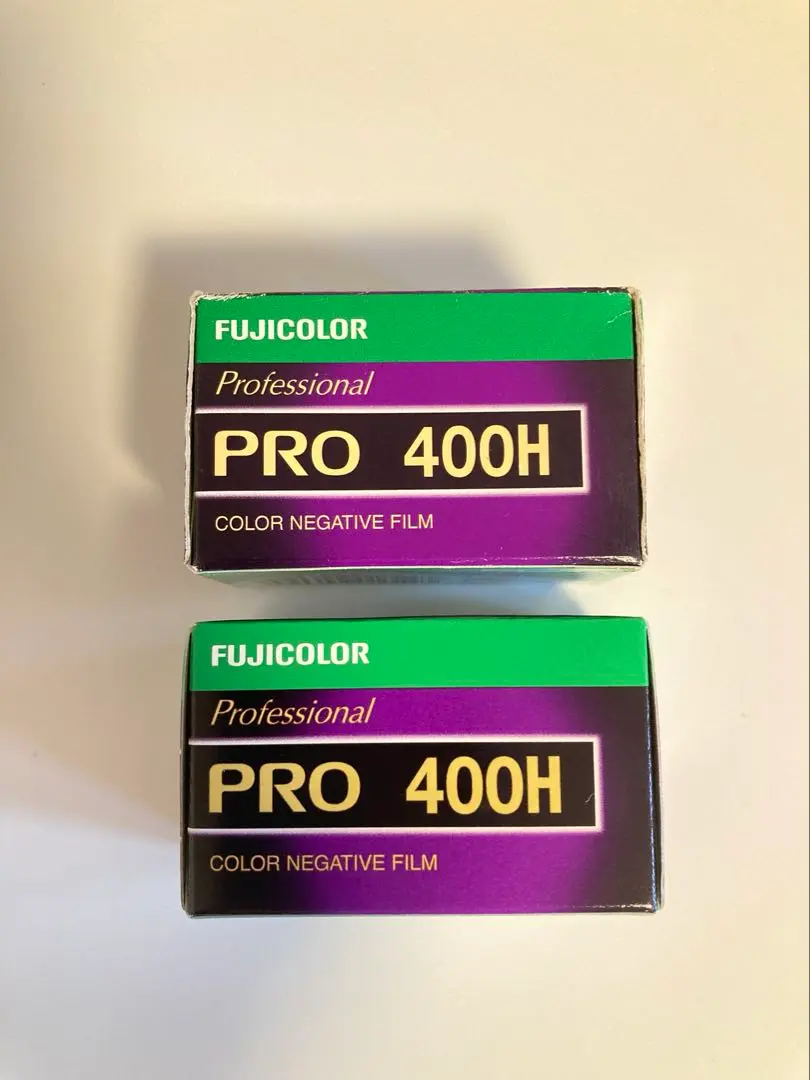 FUJICOLOR
Professional
PRO 400H
COLOR NEGATIVE FILM
FUJICOLOR
Professional
PRO 400H
COLOR NEGATIVE FILM